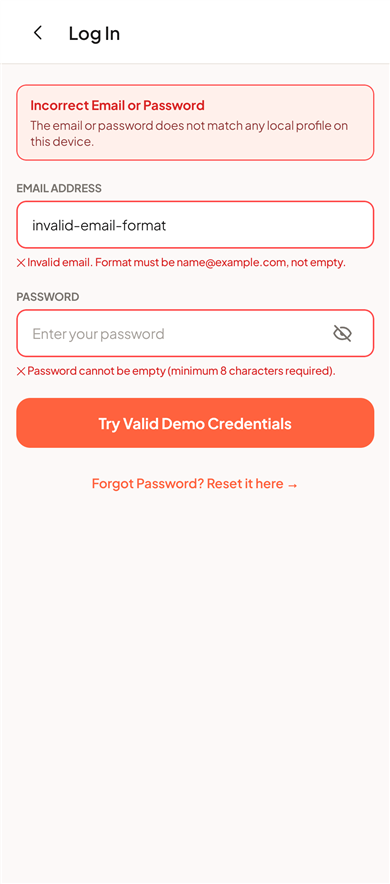 Log In
Incorrect Email or Password
The email or password does not match any local profile on
this device.
EMAIL ADDRESS
invalid-email-format
× Invalid email. Format must be name@example.com, not empty.
PASSWORD
Enter your password
× Password cannot be empty (minimum 8 characters required).
Try Valid Demo Credentials
Forgot Password? Reset it here →